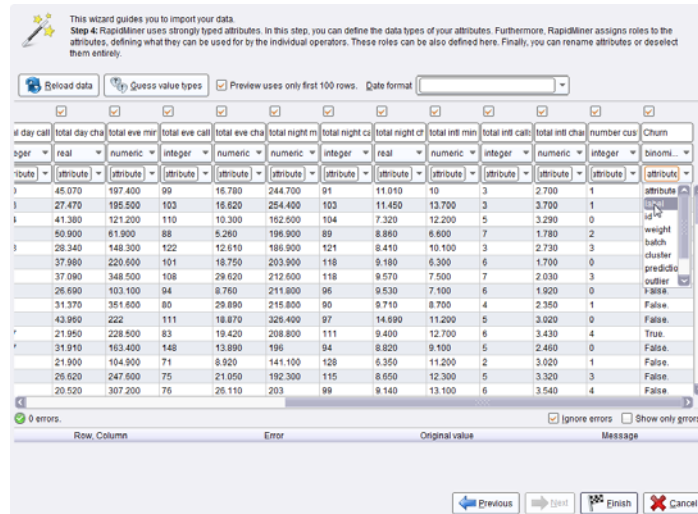 This wizard guides you to import your data.
Step 4: RapidMiner uses strongly typed attributes. In this step, you can define the data types of your attributes. Furthermore, RapidMiner assigns roles to the
attributes, defining what they can be used for by the individual operators. These roles can be also defined here. Finally, you can rename attributes or deselect
them entirely.
Reload data Guess value types Preview uses only first 100 rows. Date format
al day call total day cha total eve min total eve call total eve cha total night m total night ca total night ch total intl min total intl calls total intl char number cus Churn
eger real numeric integer numeric numeric integer real numeric integer numeric integer binomi...
ribute attribute attribute attribute attribute attribute attribute attribute attribute attribute attribute attribute attribute
45.070 197.400 99 16.780 244.700 91 11.010 10 3 2.700 1 attribute
27.470 195.500 103 16.620 254.400 103 11.450 13.700 3 3.700 1 label
41.380 121.200 110 10.300 162.600 104 7.320 12.200 5 3.290 0 id
50.900 61.900 88 5.260 196.900 89 8.860 6.600 7 1.780 2 weight
28.340 148.300 122 12.610 186.900 121 8.410 10.100 3 2.730 3 batch
37.980 220.600 101 18.750 203.900 118 9.180 6.300 6 1.700 0 cluster
37.090 348.500 108 29.620 212.600 118 9.570 7.500 7 2.030 3 predictio
26.690 103.100 94 8.760 211.800 96 9.530 7.100 6 1.920 0 outlier
False.
31.370 351.600 80 29.890 215.800 90 9.710 8.700 4 2.350 1 False.
43.960 222 111 18.870 326.400 97 14.690 11.200 5 3.020 0 False.
21.950 228.500 83 19.420 208.800 111 9.400 12.700 6 3.430 4 True.
31.910 163.400 148 13.890 196 94 8.820 9.100 5 2.460 0 False.
21.900 104.900 71 8.920 141.100 128 6.350 11.200 2 3.020 1 False.
26.620 247.600 75 21.050 192.300 115 8.650 12.300 5 3.320 3 False.
20.520 307.200 76 26.110 203 99 9.140 13.100 6 3.540 4 False.
0 errors. Ignore errors Show only errors
Row, Column Error Original value Message
Previous Next Finish Cancel